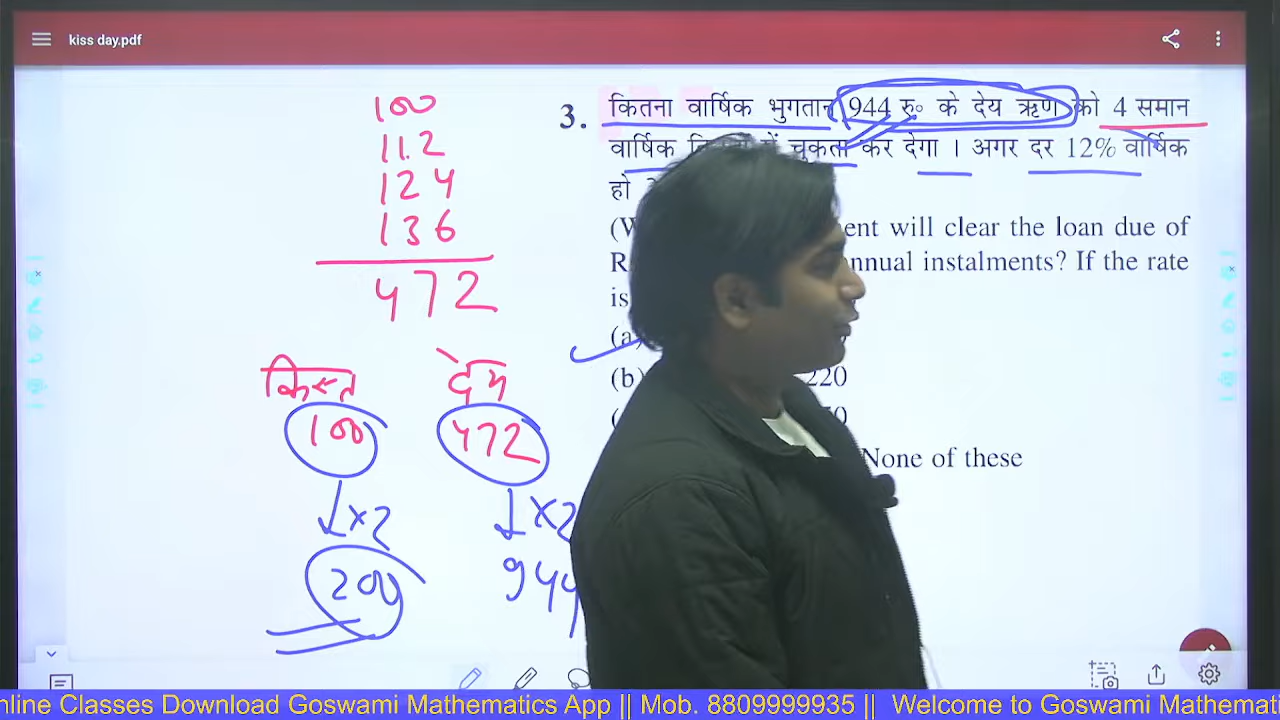 kiss day.pdf
100
112
124
136
472
किस्त देय
100 472
×2 ×2
200 944
3. कितना वार्षिक भुगतान 944 रु० के देय ऋण को 4 समान
वार्षिक में चुकता कर देगा । अगर दर 12% वार्षिक
हो
(W ent will clear the loan due of
R annual instalments? If the rate
is
(a)
(b) 220
None of these
nline Classes Download Goswami Mathematics App || Mob. 8809999935 || Welcome to Goswami Mathemati